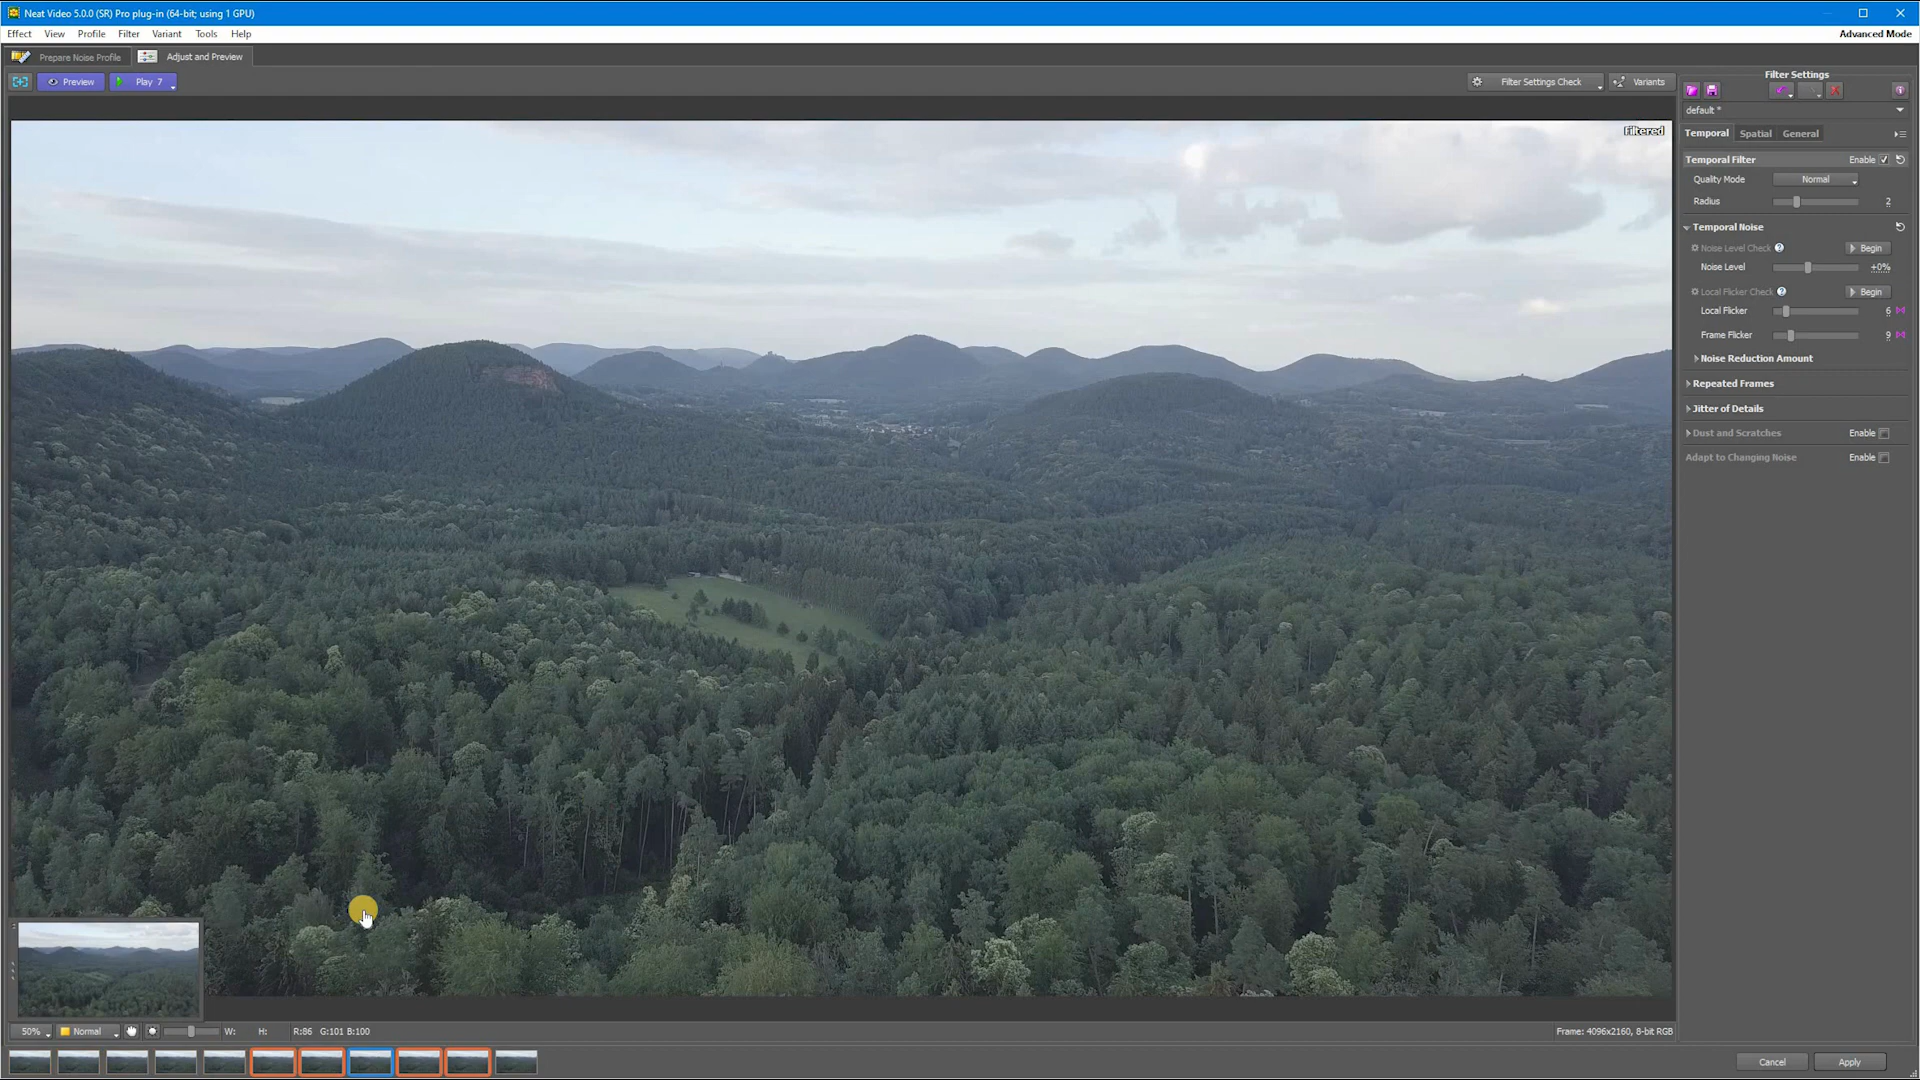 Neat Video 5.0.0 (SR) Pro plug-in (64-bit; using 1 GPU)
Effect View Profile Filter Variant Tools Help Advanced Mode
Prepare Noise Profile Adjust and Preview
Preview Play 7 Filter Settings Check Variants
Filter Settings
default *
Filtered
Temporal Spatial General
Temporal Filter Enable
Quality Mode Normal
Radius 2
Temporal Noise
Noise Level Check Begin
Noise Level +0%
Local Flicker Check Begin
Local Flicker 6
Frame Flicker 9
Noise Reduction Amount
Repeated Frames
Jitter of Details
Dust and Scratches Enable
Adapt to Changing Noise Enable
50% Normal W: H: R:86 G:101 B:100 Frame: 4096x2160, 8-bit RGB
Cancel Apply